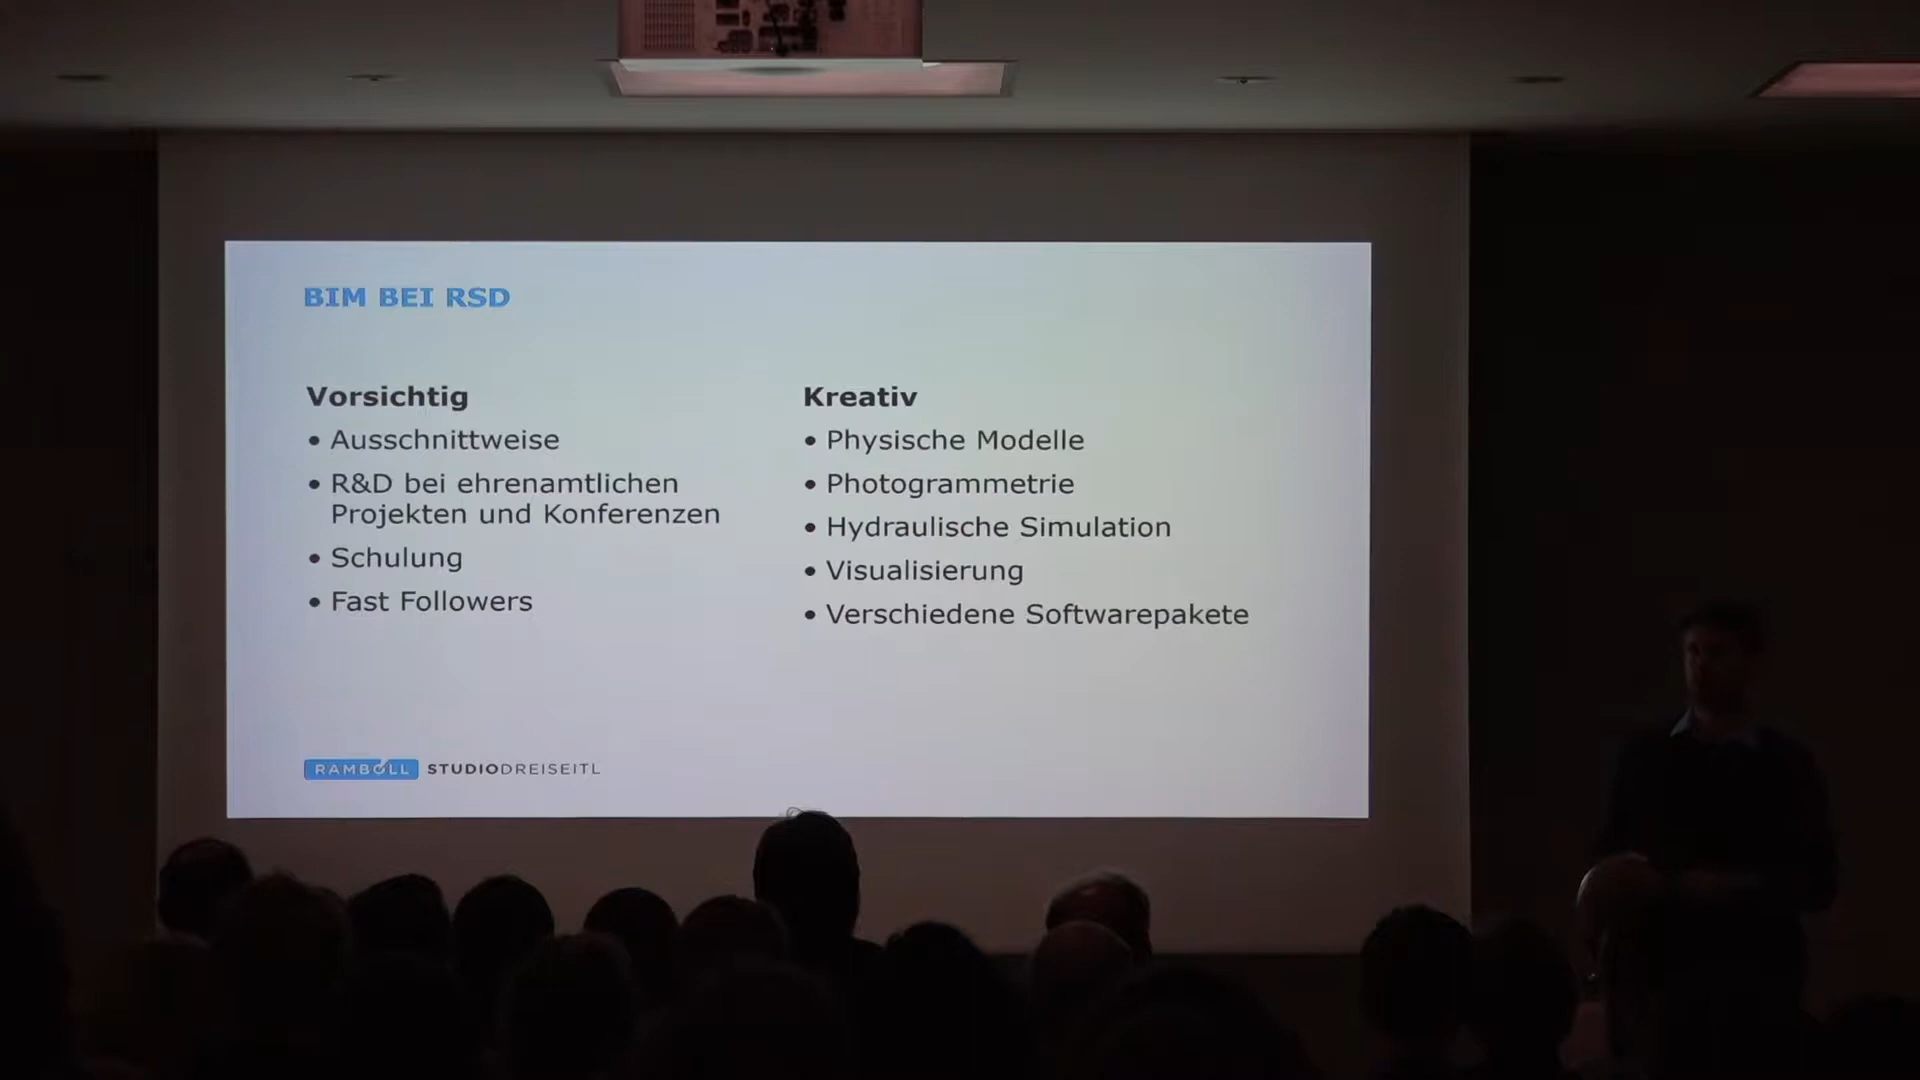 BIM BEI RSD
Vorsichtig
• Ausschnittweise
• R&D bei ehrenamtlichen
Projekten und Konferenzen
• Schulung
• Fast Followers
Kreativ
• Physische Modelle
• Photogrammetrie
• Hydraulische Simulation
• Visualisierung
• Verschiedene Softwarepakete
RAMBOLL STUDIODREISEITL